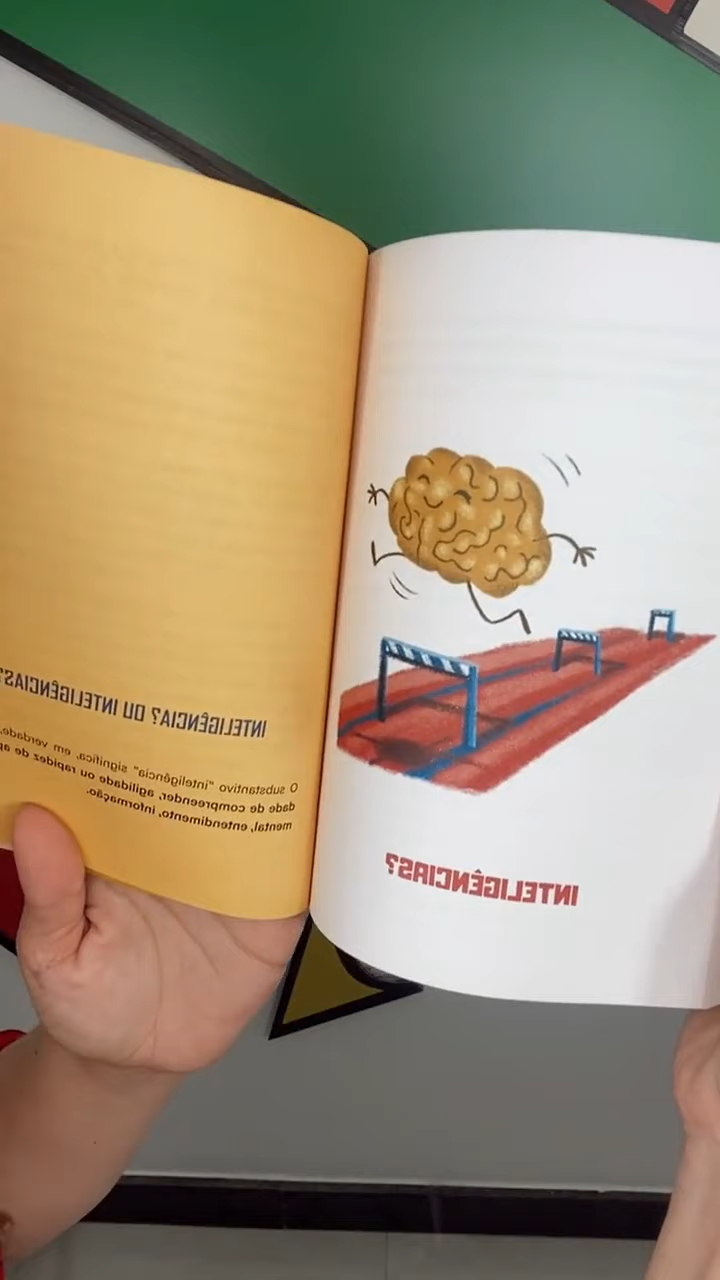 INTELIGÊNCIA? OU INTELIGÊNCIAS?
O substantivo "inteligência" significa, em verdade,
dade de compreender, agilidade ou rapidez de
mental, entendimento, informação.
INTELIGÊNCIAS?